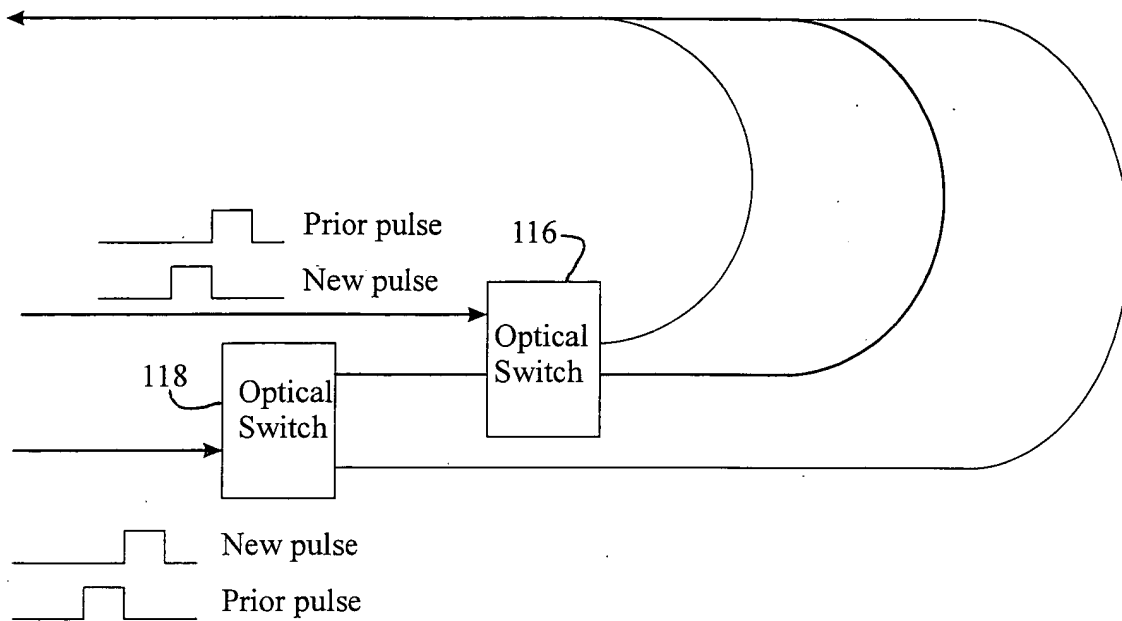 Prior pulse
New pulse
116
Optical
Switch
118
Optical
Switch
New pulse
Prior pulse